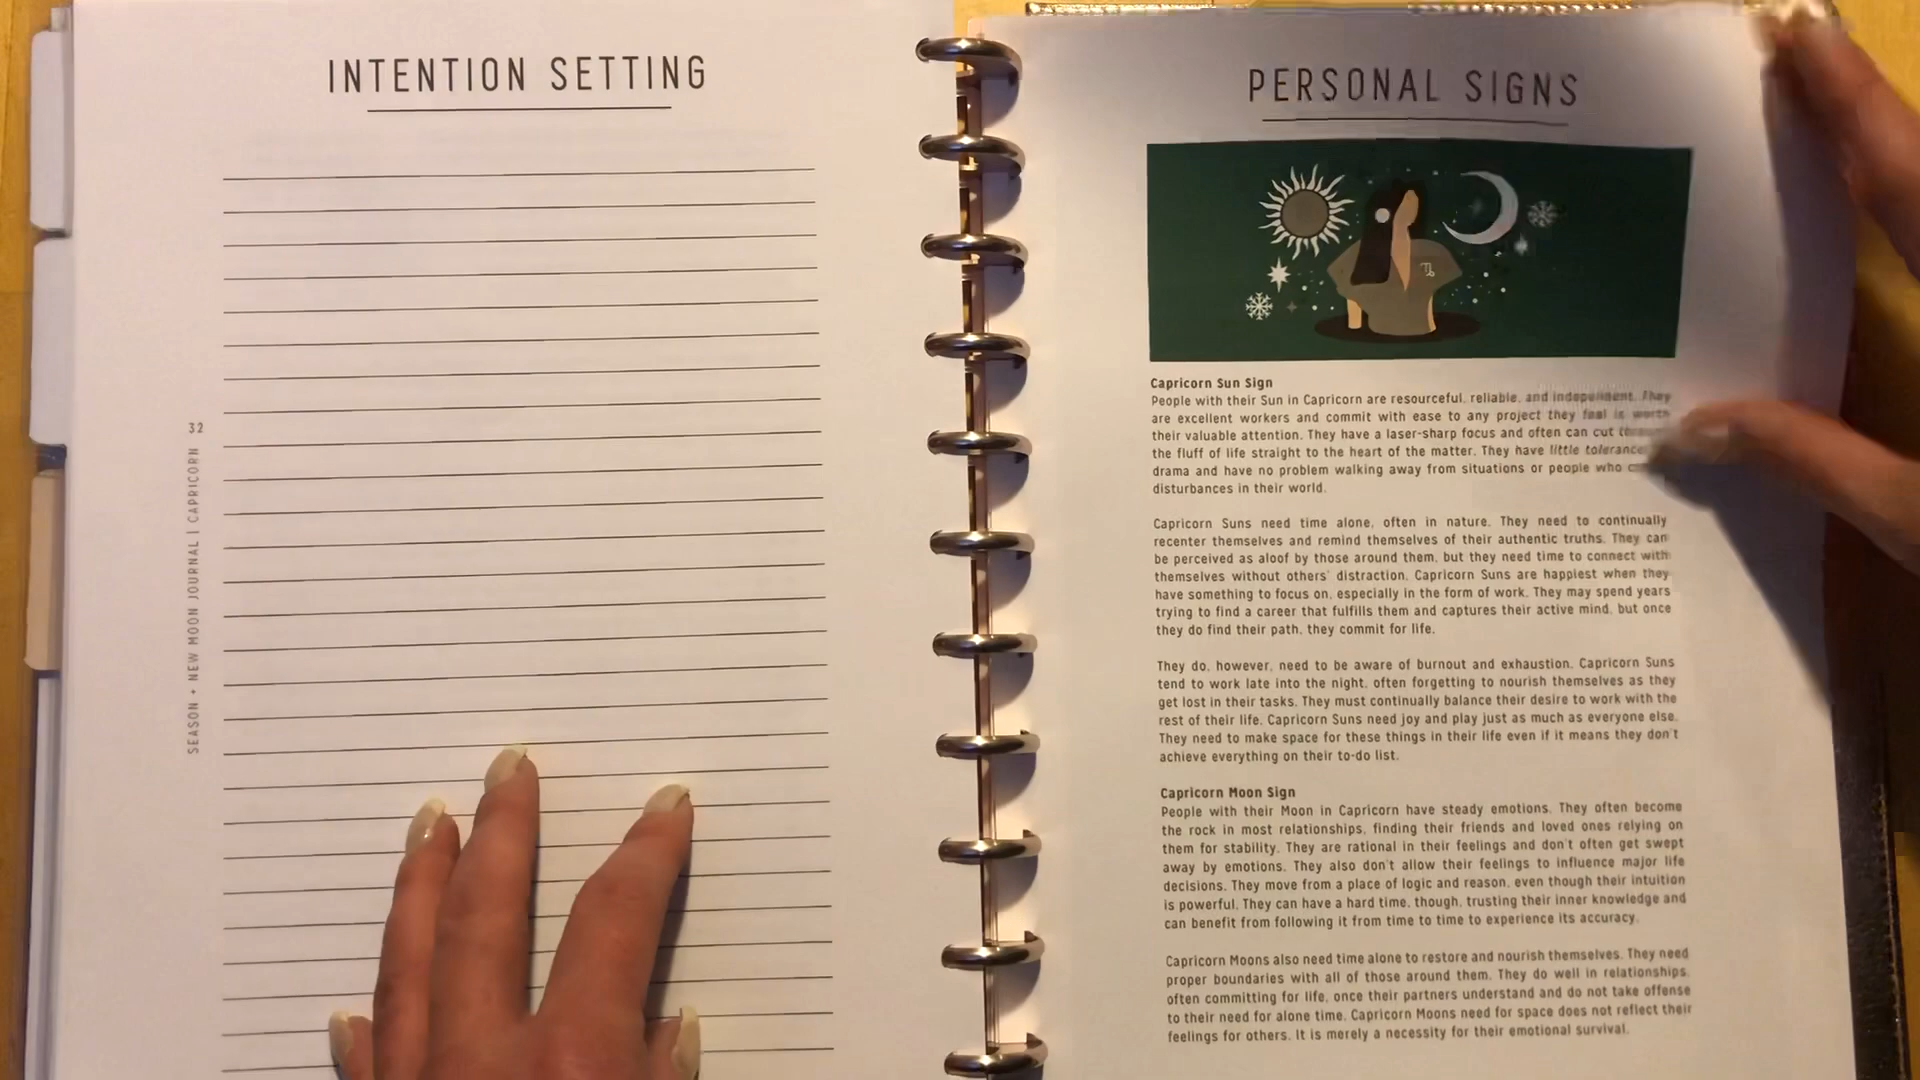 INTENTION SETTING
32
SEASON + NEW MOON JOURNAL | CAPRICORN
PERSONAL SIGNS
Capricorn Sun Sign
People with their Sun in Capricorn are resourceful, reliable, and independent. They
are excellent workers and commit with ease to any project they feel is worth
their valuable attention. They have a laser-sharp focus and often can cut
the fluff of life straight to the heart of the matter. They have little tolerance
drama and have no problem walking away from situations or people who
disturbances in their world.
Capricorn Suns need time alone, often in nature. They need to continually
recenter themselves and remind themselves of their authentic truths. They can
be perceived as aloof by those around them, but they need time to connect with
themselves without others' distraction. Capricorn Suns are happiest when they
have something to focus on, especially in the form of work. They may spend years
trying to find a career that fulfills them and captures their active mind, but once
they do find their path, they commit for life.
They do, however, need to be aware of burnout and exhaustion. Capricorn Suns
tend to work late into the night, often forgetting to nourish themselves as they
get lost in their tasks. They must continually balance their desire to work with the
rest of their life. Capricorn Suns need joy and play just as much as everyone else.
They need to make space for these things in their life even if it means they don't
achieve everything on their to-do list.
Capricorn Moon Sign
People with their Moon in Capricorn have steady emotions. They often become
the rock in most relationships, finding their friends and loved ones relying on
them for stability. They are rational in their feelings and don't often get swept
away by emotions. They also don't allow their feelings to influence major life
decisions. They move from a place of logic and reason, even though their intuition
is powerful. They can have a hard time, though, trusting their inner knowledge and
can benefit from following it from time to time to experience its accuracy.
Capricorn Moons also need time alone to restore and nourish themselves. They need
proper boundaries with all of those around them. They do well in relationships,
often committing for life, once their partners understand and do not take offense
to their need for alone time. Capricorn Moons need for space does not reflect their
feelings for others. It is merely a necessity for their emotional survival.